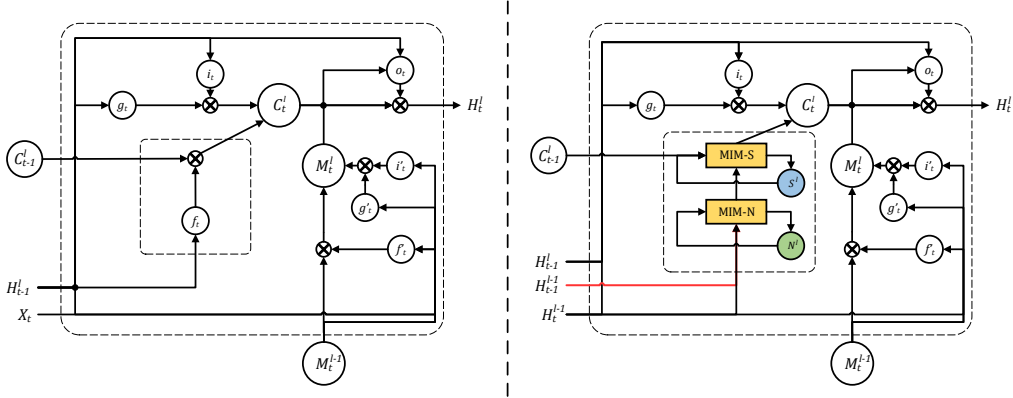 i_t
o_t
g_t
C_t^l
H_t^l
C_{t-1}^l
M_t^l
i'_t
g'_t
f_t
f'_t
H_{t-1}^l
X_t
M_t^{l-1}
i_t
o_t
g_t
C_t^l
H_t^l
C_{t-1}^l
MIM-S
M_t^l
i'_t
S^l
g'_t
MIM-N
N^l
f'_t
H_{t-1}^l
H_{t-1}^{l-1}
H_t^{l-1}
M_t^{l-1}